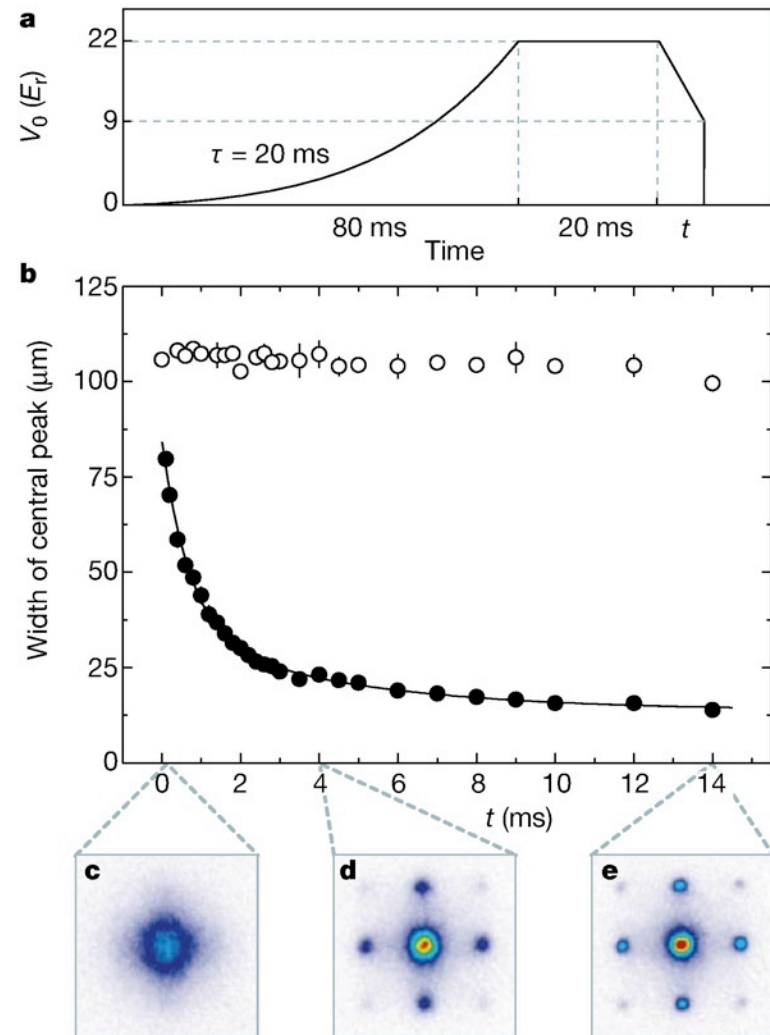 a
V₀ (Eᵣ)
22
9
0
τ = 20 ms
80 ms
20 ms
t
Time
b
Width of central peak (μm)
125
100
75
50
25
0
0 2 4 6 8 10 12 14
t (ms)
c
d
e